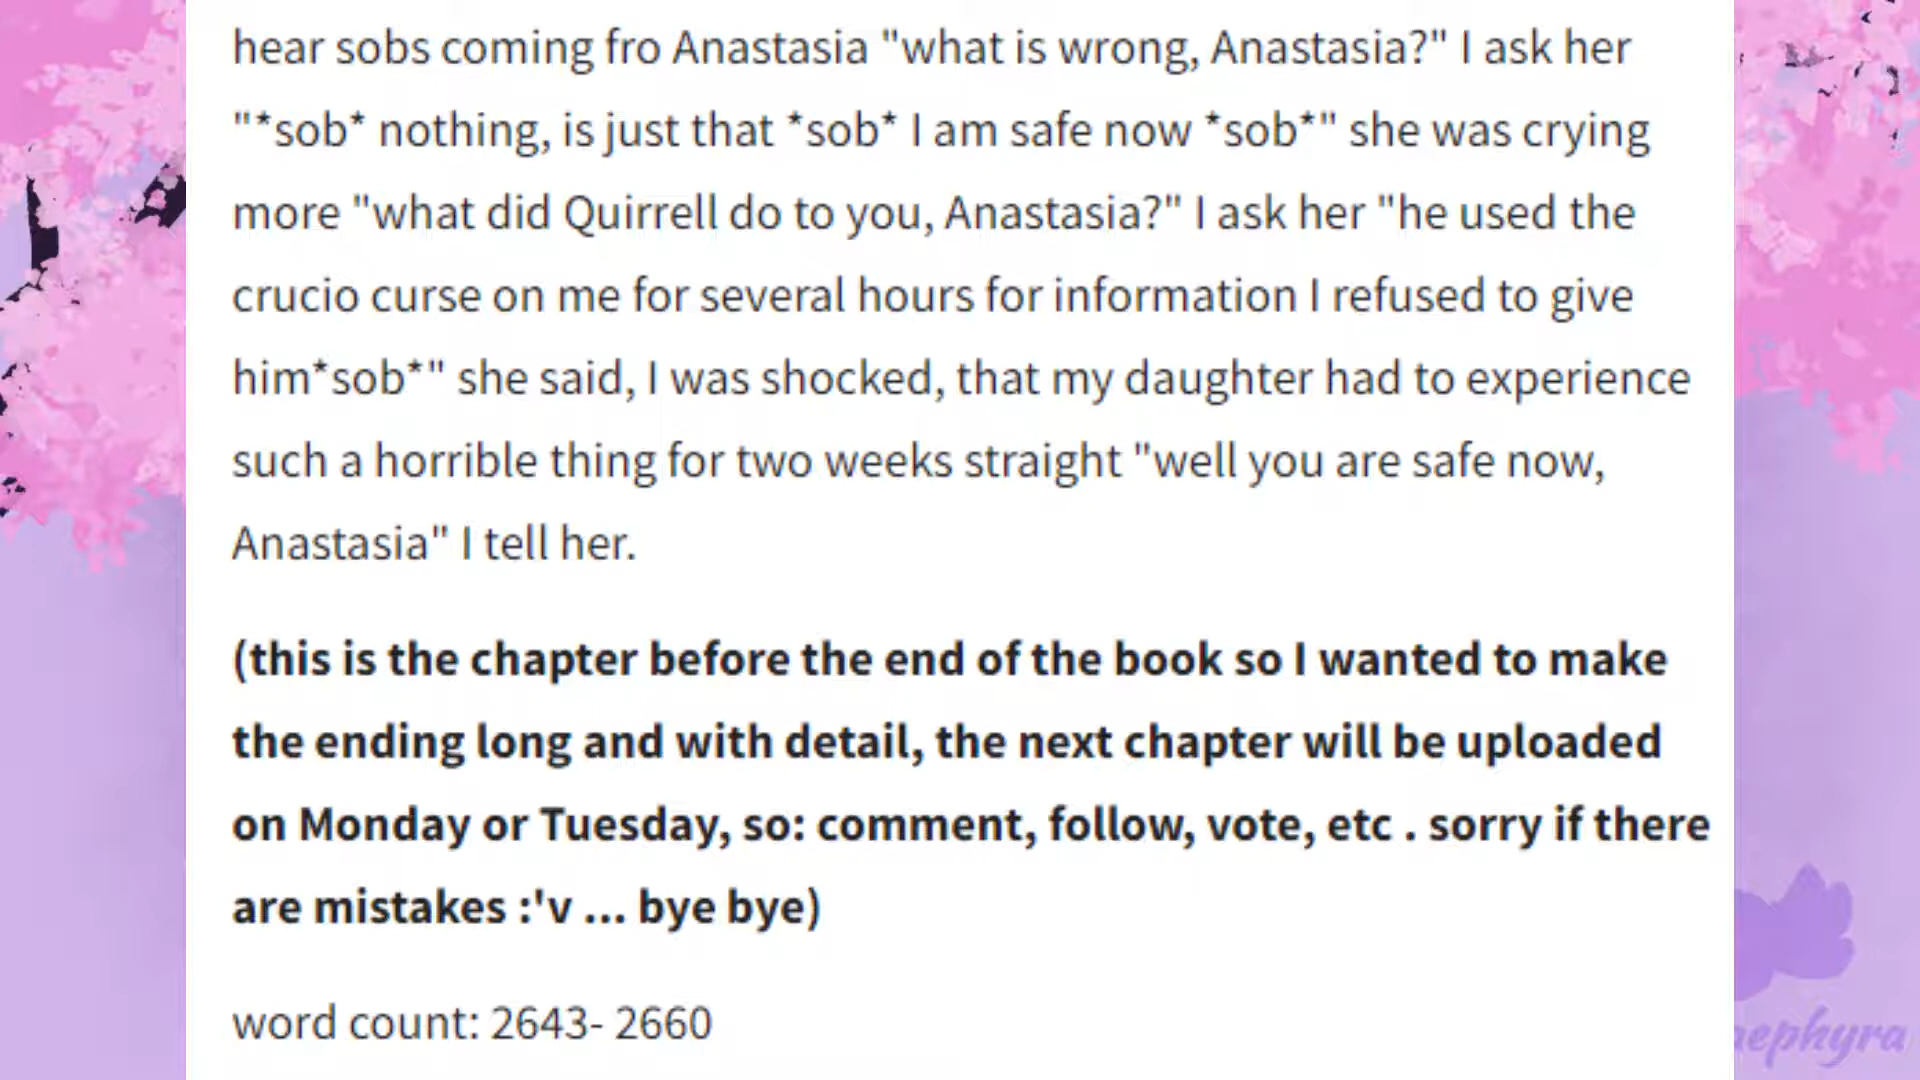 hear sobs coming fro Anastasia "what is wrong, Anastasia?" I ask her
"*sob* nothing, is just that *sob* I am safe now *sob*" she was crying
more "what did Quirrell do to you, Anastasia?" I ask her "he used the
crucio curse on me for several hours for information I refused to give
him*sob*" she said, I was shocked, that my daughter had to experience
such a horrible thing for two weeks straight "well you are safe now,
Anastasia" I tell her.
(this is the chapter before the end of the book so I wanted to make
the ending long and with detail, the next chapter will be uploaded
on Monday or Tuesday, so: comment, follow, vote, etc . sorry if there
are mistakes :'v ... bye bye)
word count: 2643- 2660